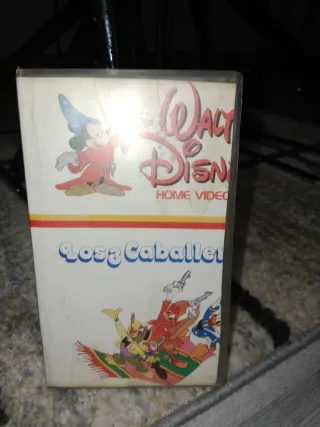 WALT
DISN
HOME VIDEO
Los 3 Caballer